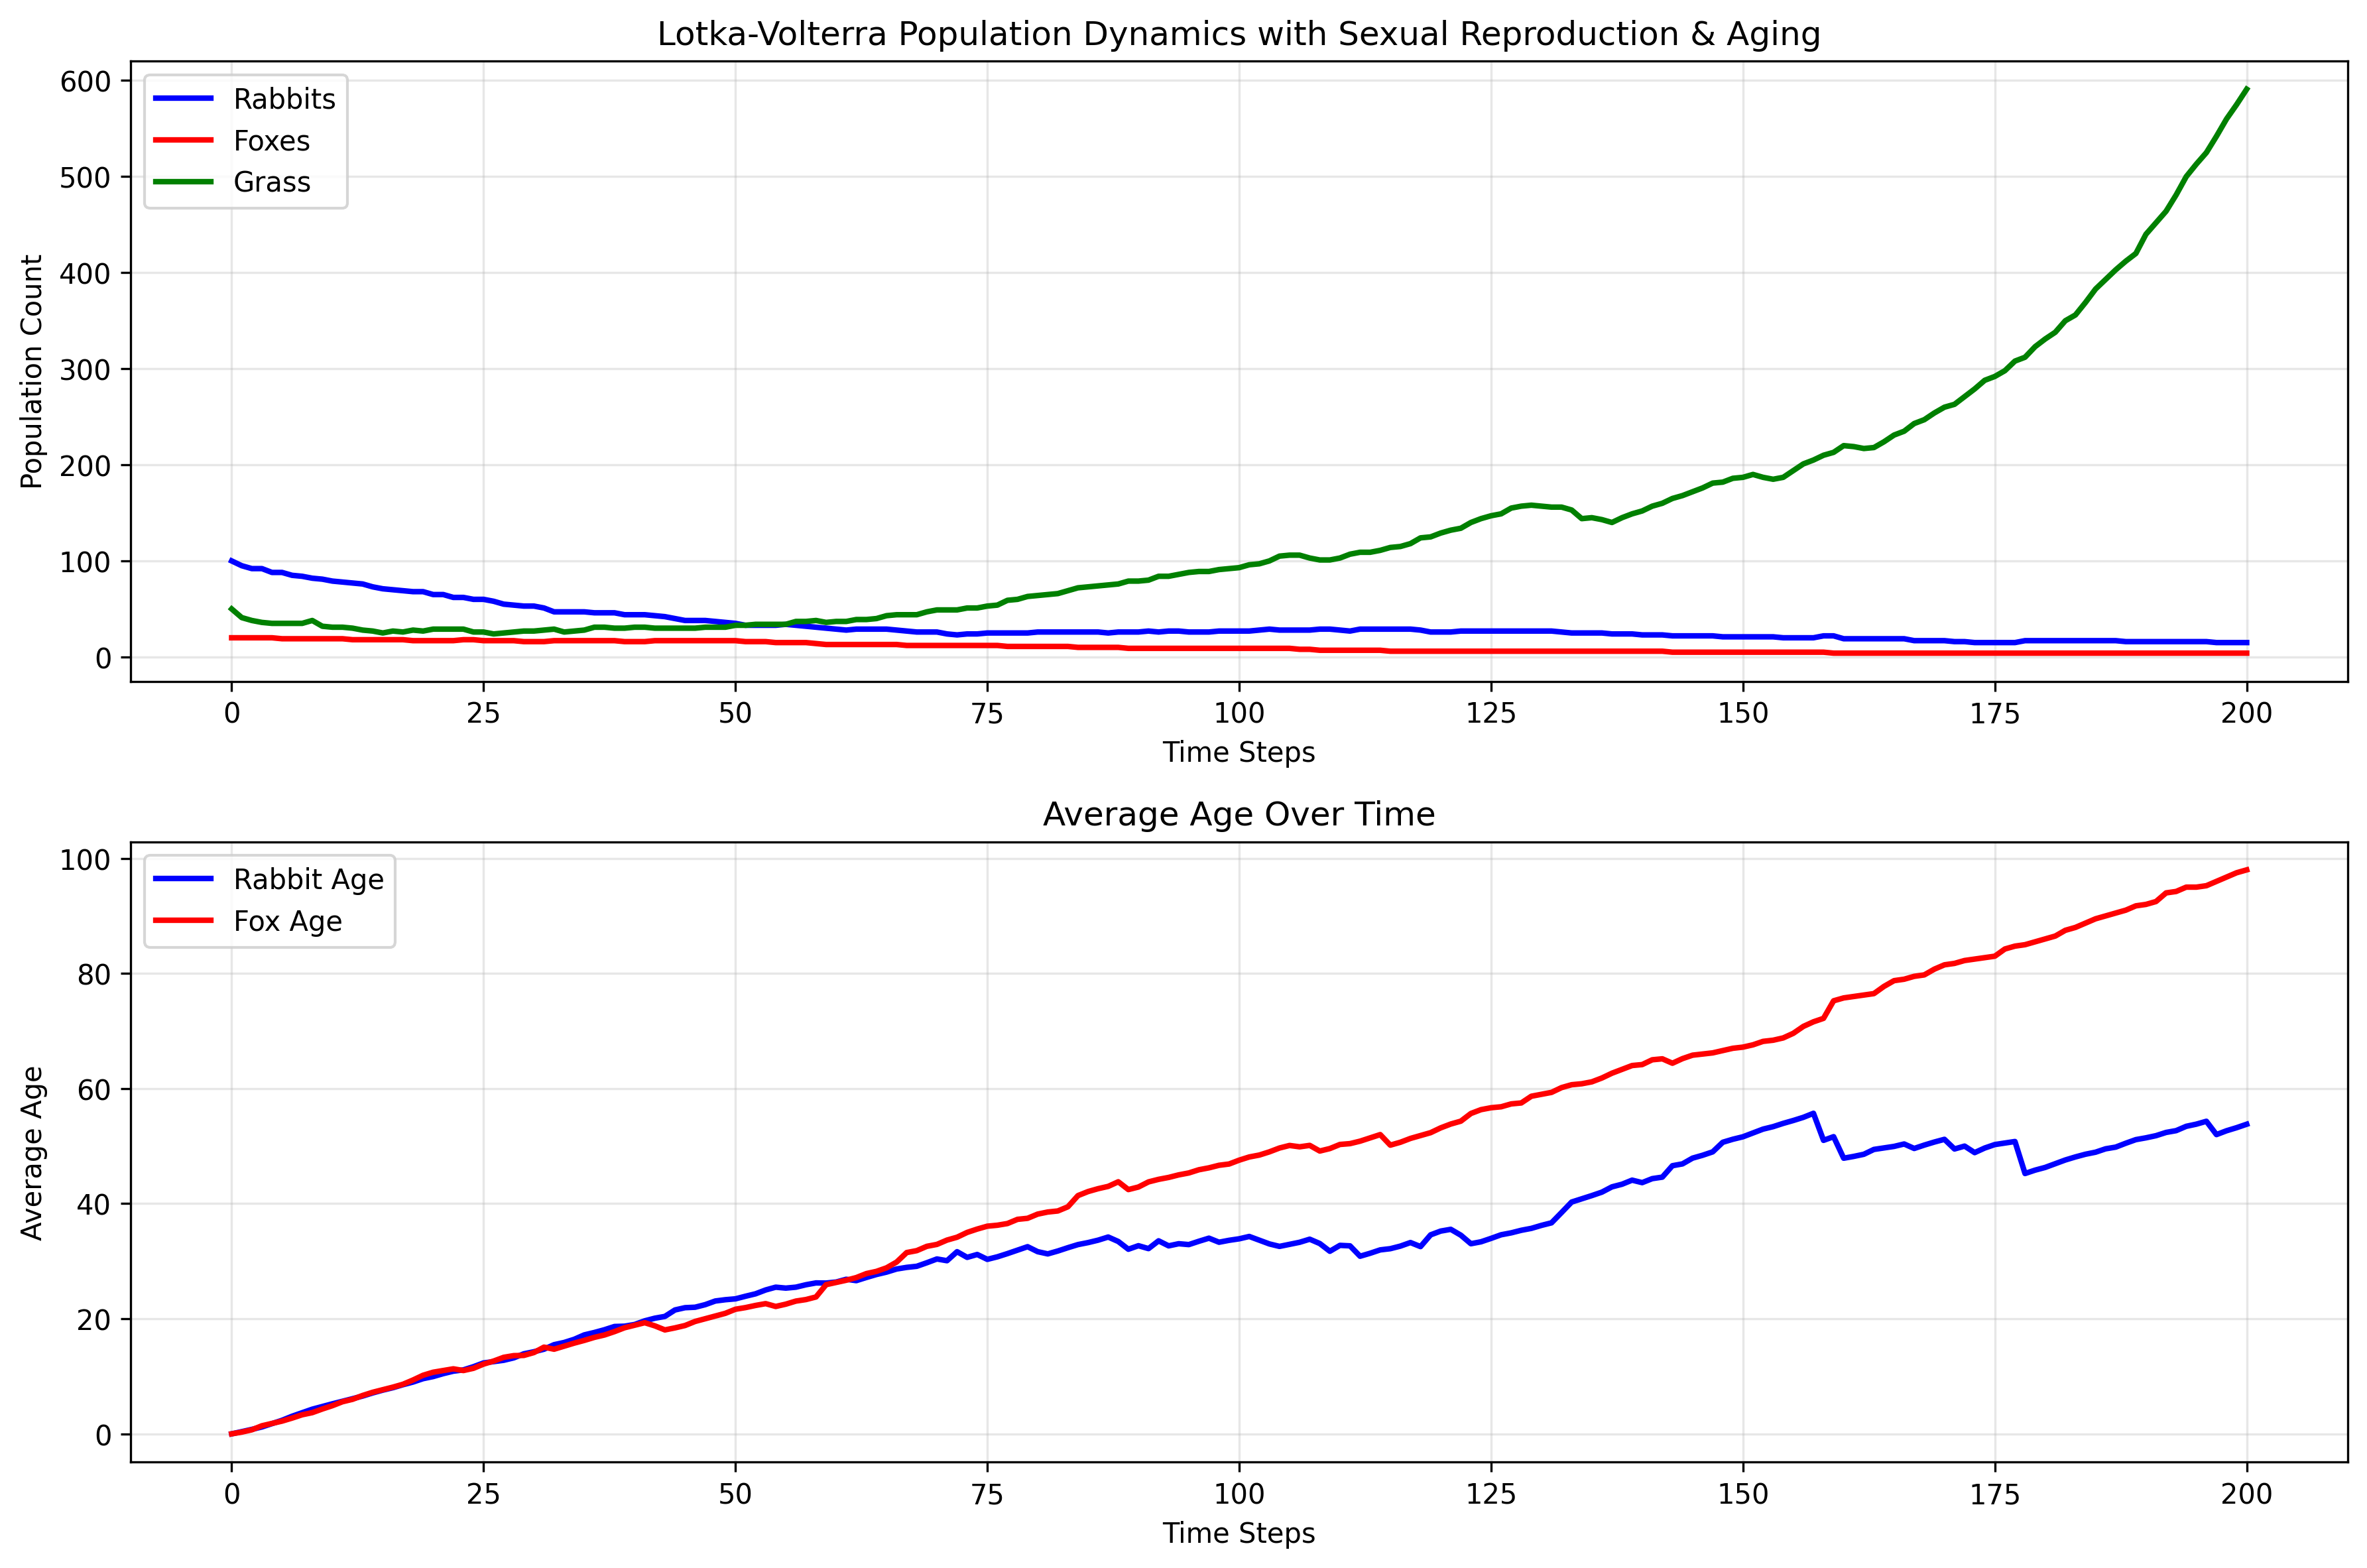 Lotka-Volterra Population Dynamics with Sexual Reproduction & Aging
Population Count
600
500
400
300
200
100
0
Rabbits
Foxes
Grass
0 25 50 75 100 125 150 175 200
Time Steps
Average Age Over Time
Average Age
100
80
60
40
20
0
Rabbit Age
Fox Age
0 25 50 75 100 125 150 175 200
Time Steps